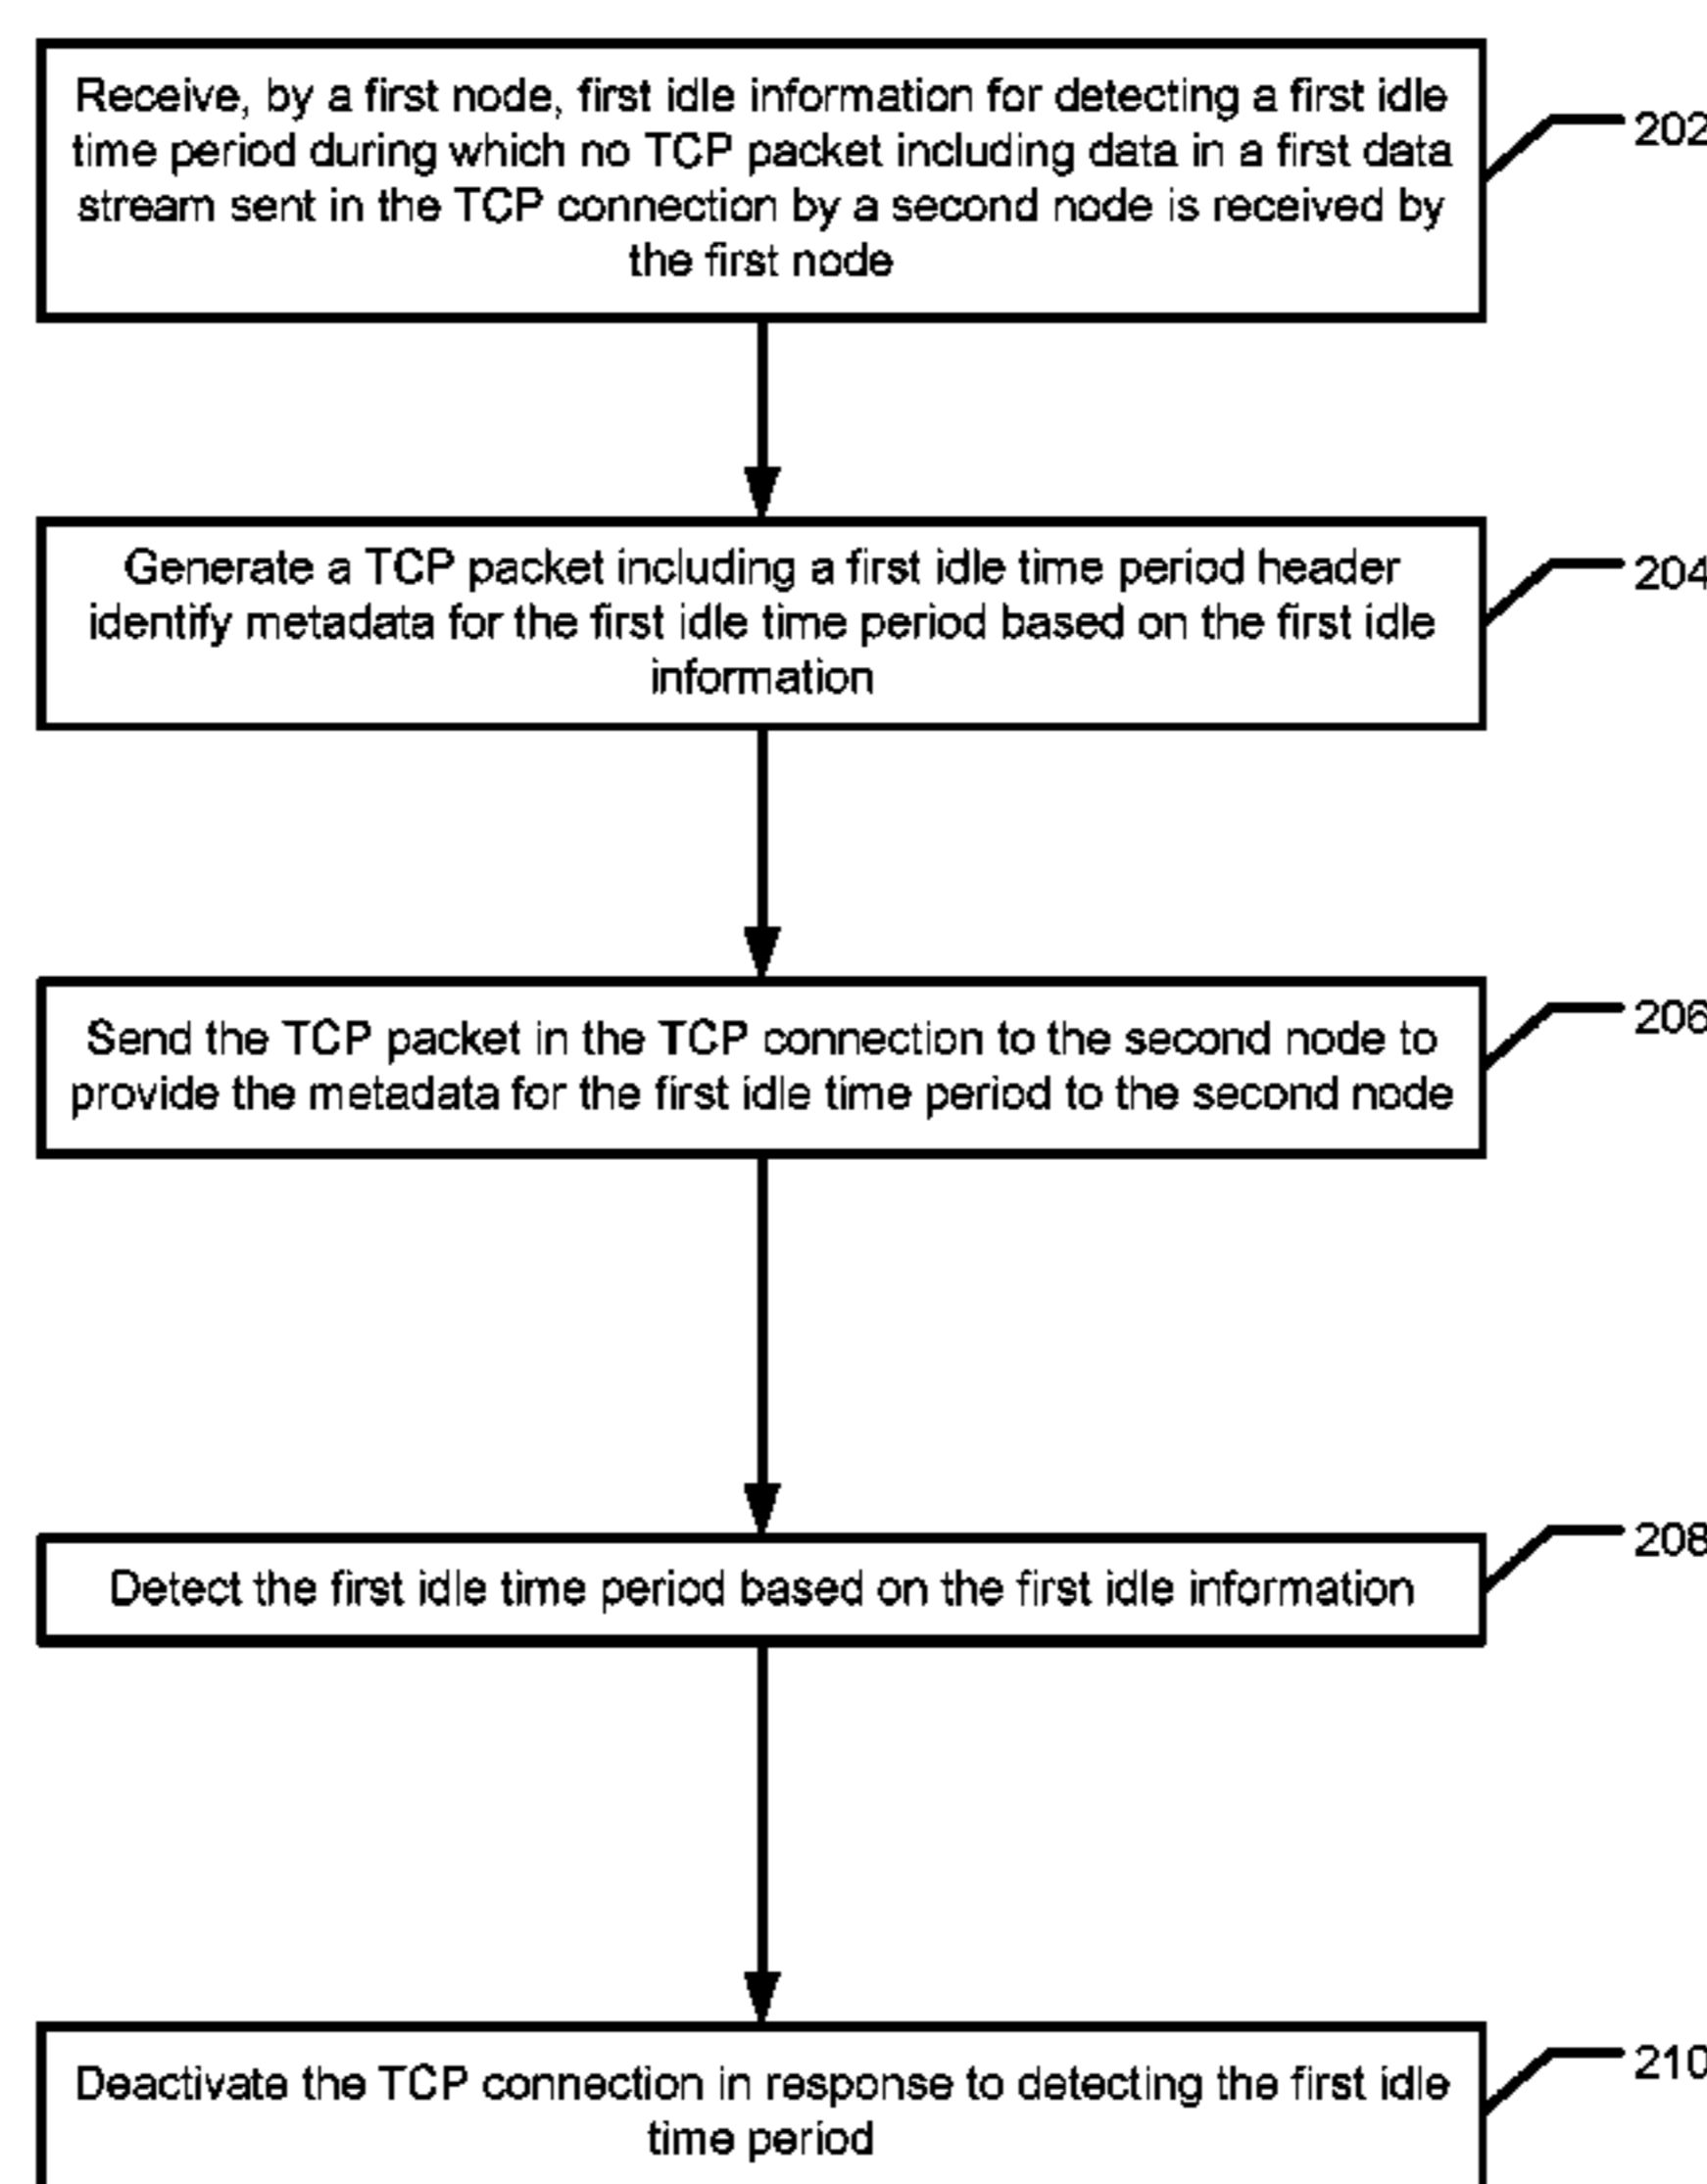 Receive, by a first node, first idle information for detecting a first idle
time period during which no TCP packet including data in a first data
stream sent in the TCP connection by a second node is received by
the first node
202
Generate a TCP packet including a first idle time period header
identify metadata for the first idle time period based on the first idle
information
204
Send the TCP packet in the TCP connection to the second node to
provide the metadata for the first idle time period to the second node
206
Detect the first idle time period based on the first idle information
208
Deactivate the TCP connection in response to detecting the first idle
time period
210